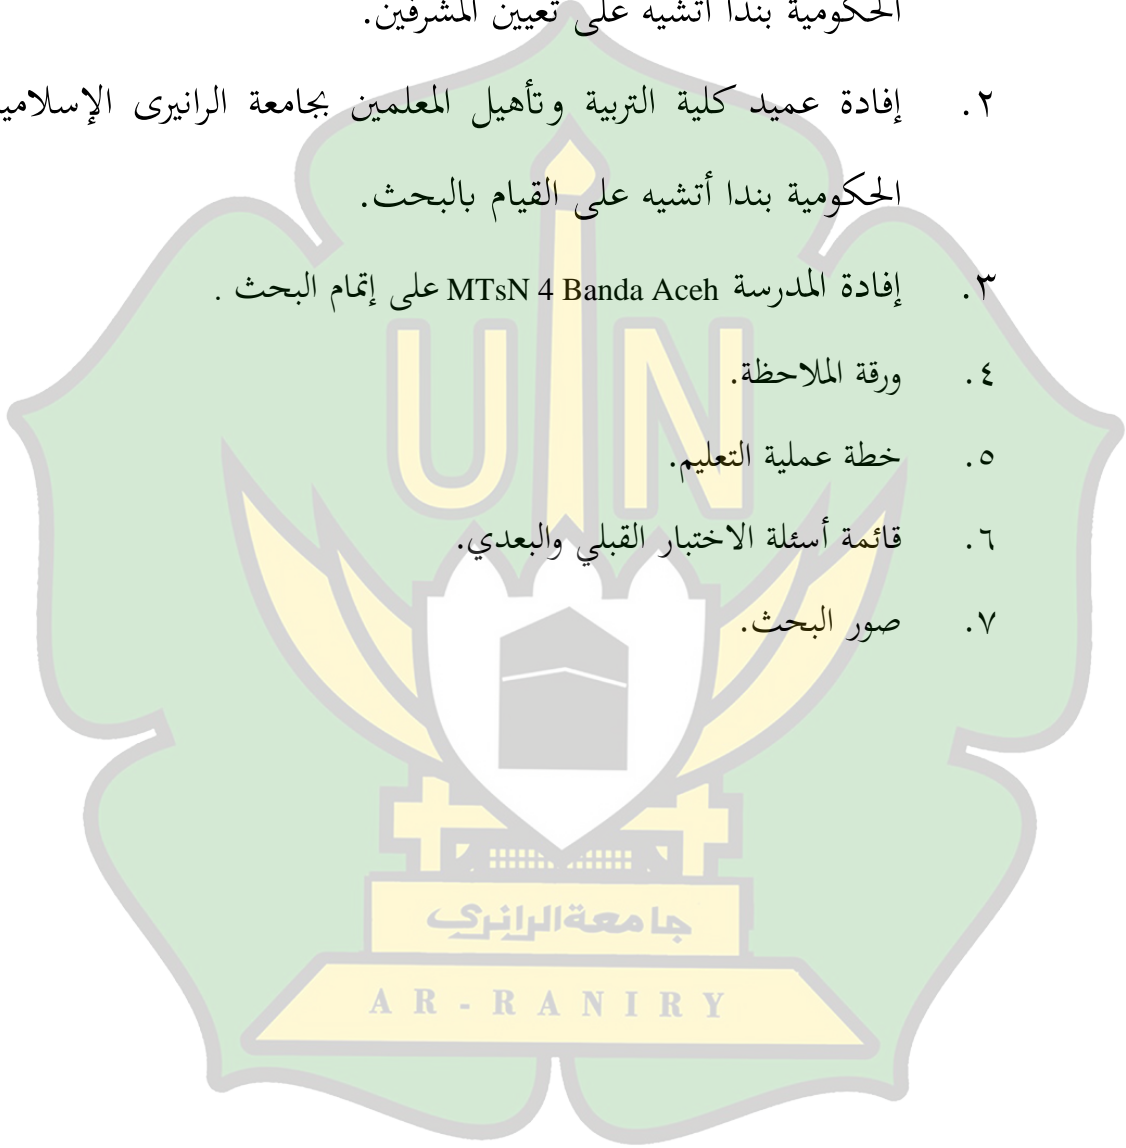 الحكومية بندا أتشيه على تعيين المشرفين.
٢. إفادة عميد كلية التربية وتأهيل المعلمين بجامعة الرانيرى الإسلامية
الحكومية بندا أتشيه على القيام بالبحث.
٣. إفادة المدرسة MTsN 4 Banda Aceh على إتمام البحث .
٤. ورقة الملاحظة.
٥. خطة عملية التعليم.
٦. قائمة أسئلة الاختبار القبلي والبعدي.
٧. صور البحث.
UIN
جامعة الرانري
AR-RANIRY